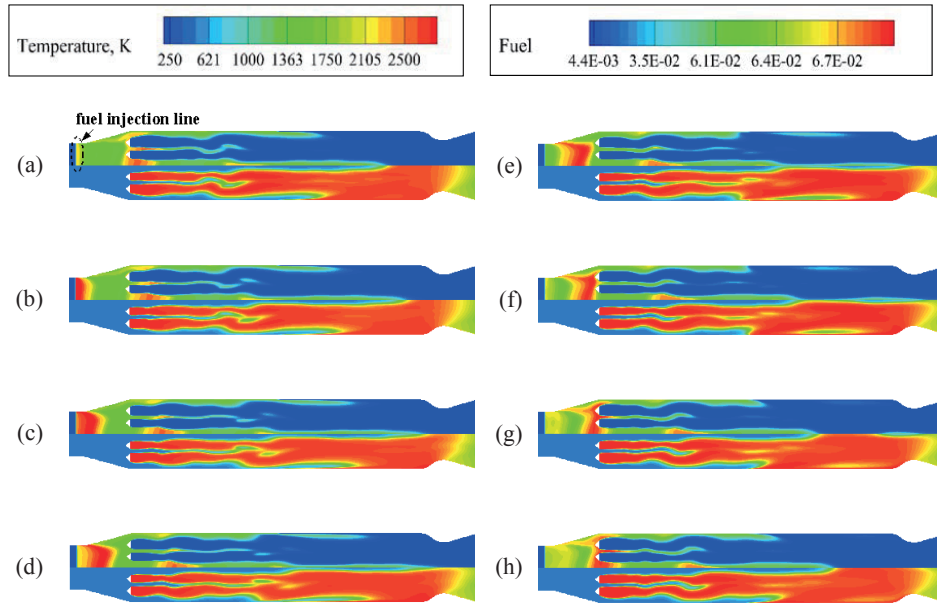 Temperature, K
250 621 1000 1363 1750 2105 2500
Fuel
4.4E-03 3.5E-02 6.1E-02 6.4E-02 6.7E-02
fuel injection line
(a)
(e)
(b)
(f)
(c)
(g)
(d)
(h)